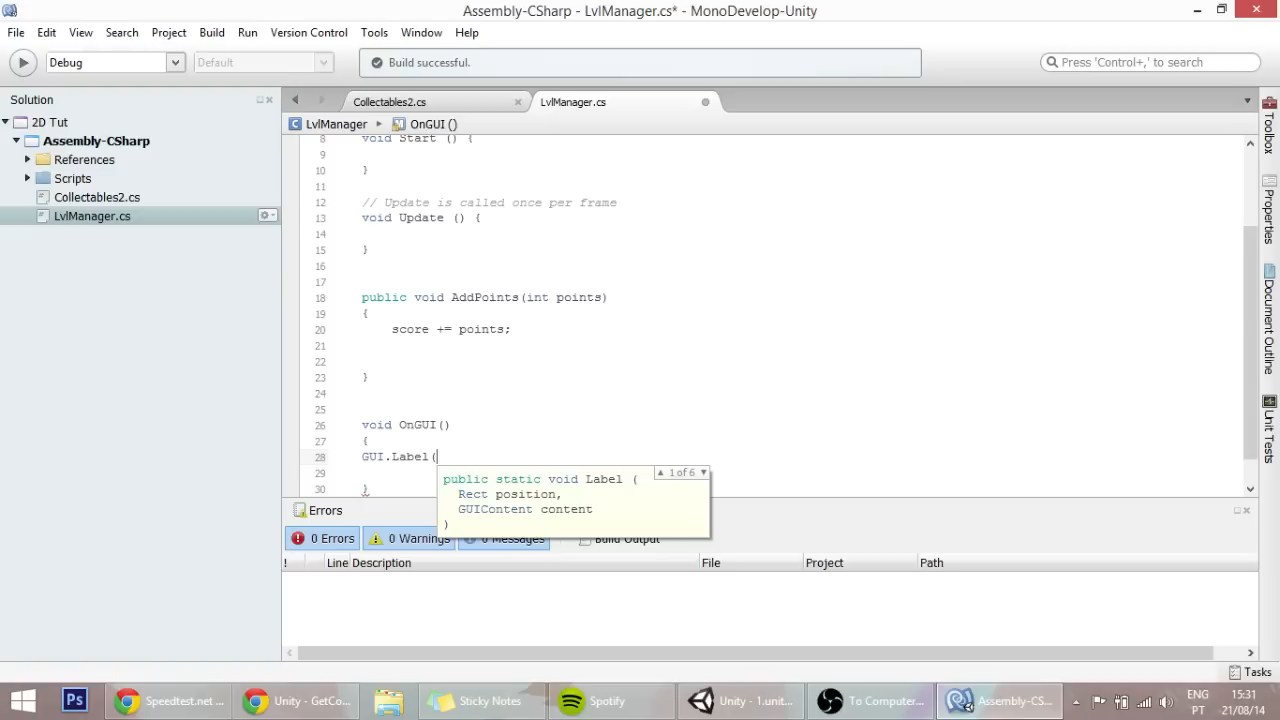 Assembly-CSharp - LvlManager.cs* - MonoDevelop-Unity
File Edit View Search Project Build Run Version Control Tools Window Help
Debug Default Build successful. Press 'Control+,' to search
Solution
2D Tut
Assembly-CSharp
References
Scripts
Collectables2.cs
LvlManager.cs
Collectables2.cs LvlManager.cs
LvlManager OnGUI ()
8 void Start () {
9
10 }
11
12 // Update is called once per frame
13 void Update () {
14
15 }
16
17
18 public void AddPoints(int points)
19 {
20 score += points;
21
22
23 }
24
25
26 void OnGUI()
27 {
28 GUI.Label(
29
30 }
public static void Label ( 1 of 6
Rect position,
GUIContent content
)
Errors
0 Errors 0 Warnings 0 Messages Build Output
! Line Description File Project Path
Toolbox
Properties
Document Outline
Unit Tests
Tasks
Ps Speedtest.net ... Unity - GetCo... Sticky Notes Spotify Unity - 1.unit... To Computer... Assembly-CS...
ENG 15:31
PT 21/08/14